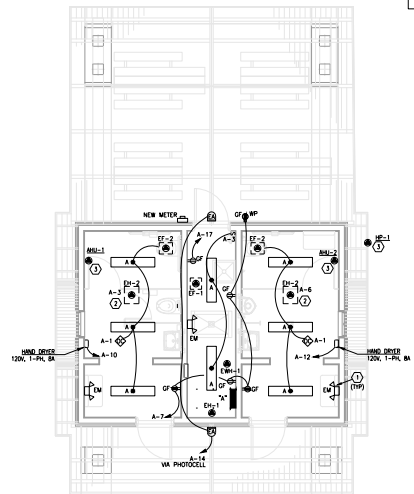 NEW METER
EA
GF WP
A-17
A-3
EF-2
EF-2
AHU-1
AHU-2
HP-1
3
3
3
GF
A
A
A
EH-2
A-3
EF-1
GF
EH-2
A-6
2
2
A-1
A
EM
A
A-1
HAND DRYER
120V, 1-PH, 8A
A-10
A-12
HAND DRYER
120V, 1-PH, 8A
EM
A
GF
A
EWH-1
GF
GF
A
EM
1
(TYP)
A-7
EH-1
"A"
EA
A-14
VIA PHOTOCELL